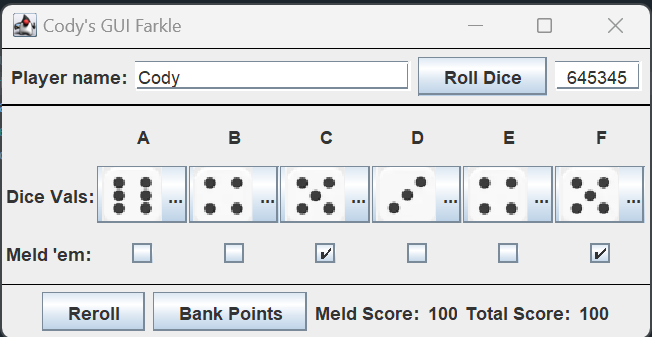 Cody's GUI Farkle
Player name: Cody Roll Dice 645345
A B C D E F
Dice Vals: ... ... ... ... ... ...
Meld 'em:
Reroll Bank Points Meld Score: 100 Total Score: 100